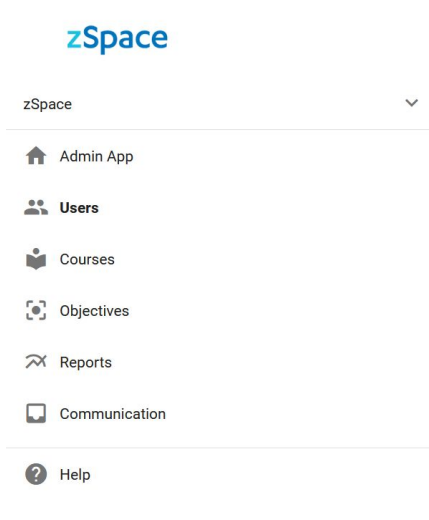 zSpace
zSpace
Admin App
Users
Courses
Objectives
Reports
Communication
Help